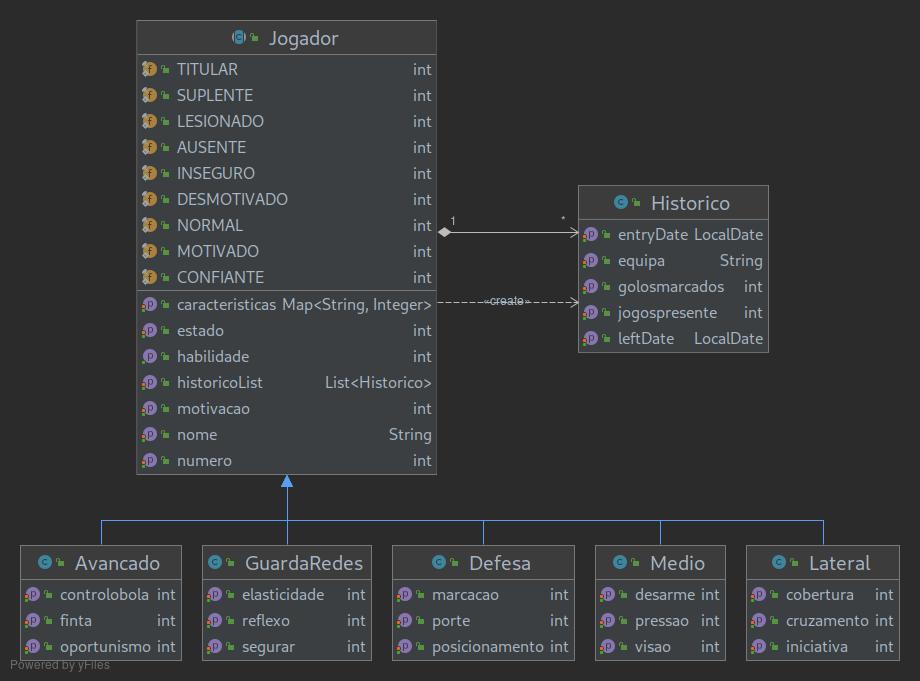 Jogador
TITULAR int
SUPLENTE int
LESIONADO int
AUSENTE int
INSEGURO int
DESMOTIVADO int
NORMAL int
MOTIVADO int
CONFIANTE int
caracteristicas Map<String, Integer>
estado int
habilidade int
historicoList List<Historico>
motivacao int
nome String
numero int
1 *
«create»
Historico
entryDate LocalDate
equipa String
golosmarcados int
jogospresente int
leftDate LocalDate
Avancado
controlobola int
finta int
oportunismo int
GuardaRedes
elasticidade int
reflexo int
segurar int
Defesa
marcacao int
porte int
posicionamento int
Medio
desarme int
pressao int
visao int
Lateral
cobertura int
cruzamento int
iniciativa int
Powered by yFiles